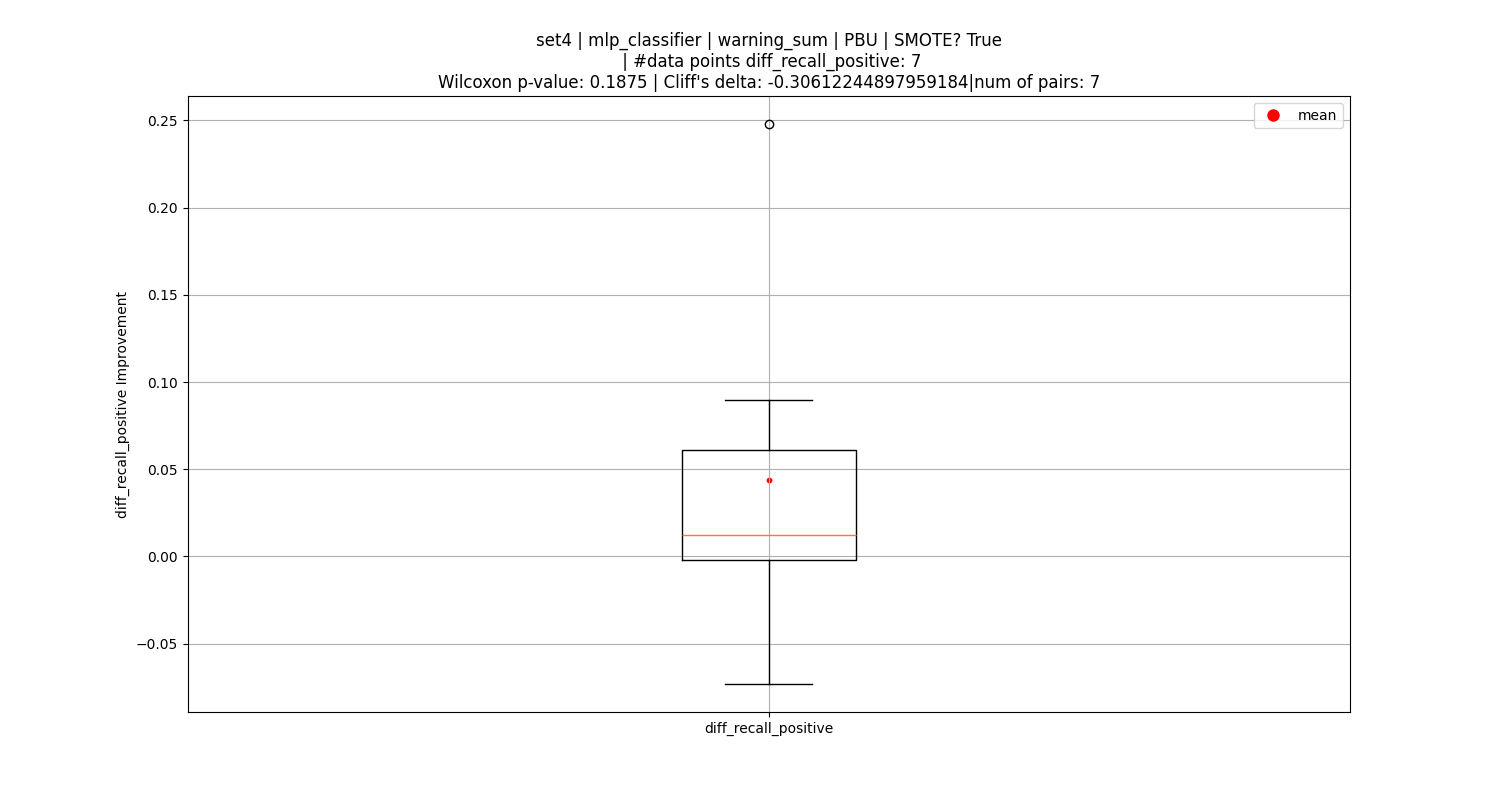 set4 | mlp_classifier | warning_sum | PBU | SMOTE? True
| #data points diff_recall_positive: 7
Wilcoxon p-value: 0.1875 | Cliff's delta: -0.30612244897959184|num of pairs: 7
mean
0.25
0.20
0.15
0.10
0.05
0.00
−0.05
diff_recall_positive Improvement
diff_recall_positive